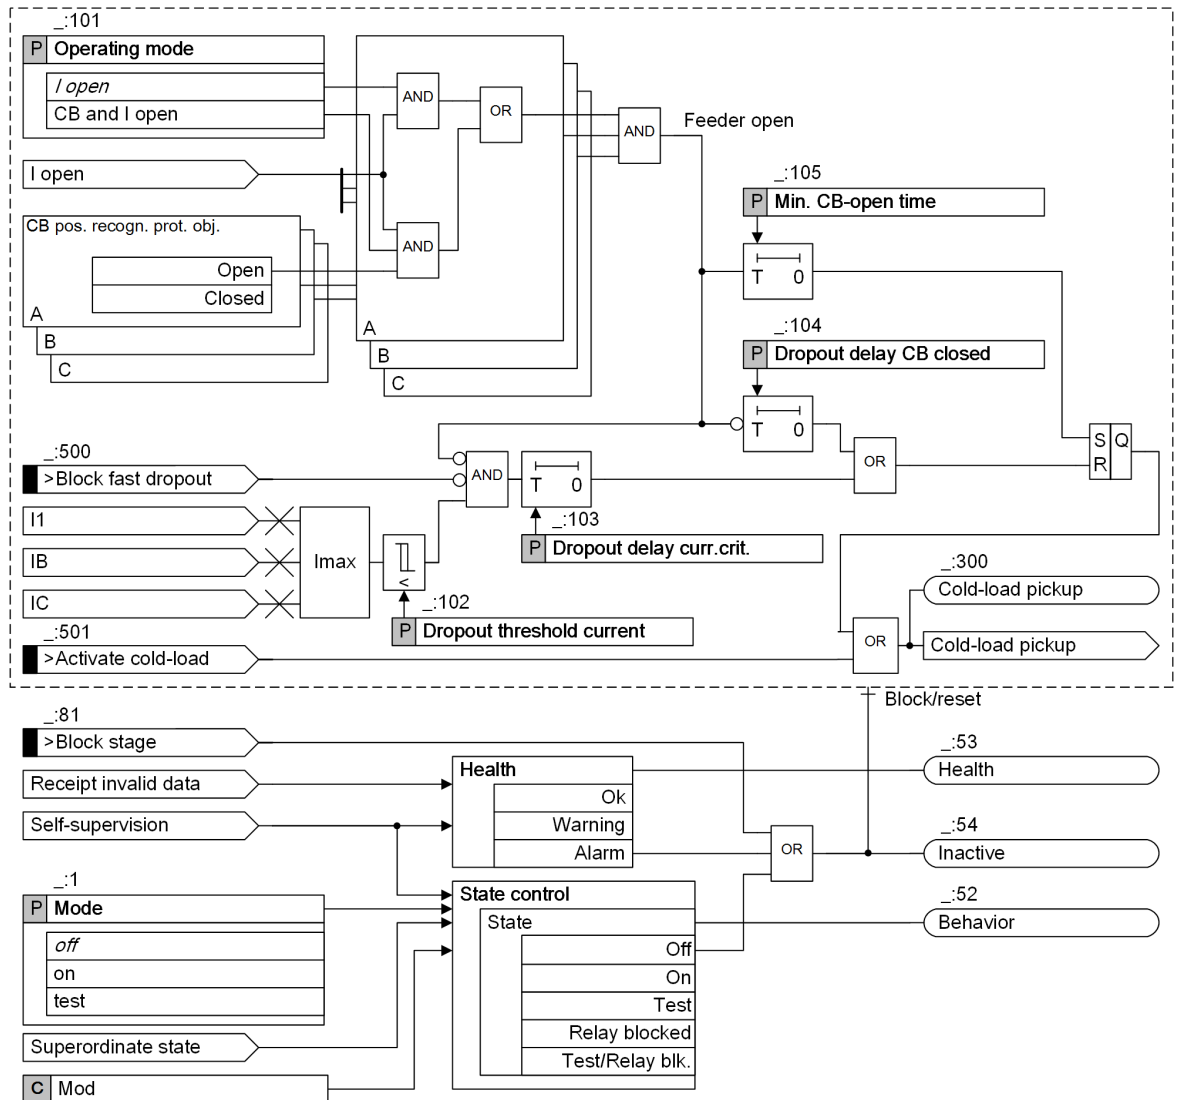 _:101
P Operating mode
I open
CB and I open
AND
OR
AND
Feeder open
I open
_:105
P Min. CB-open time
CB pos. recogn. prot. obj.
AND
Open
T 0
Closed
A
B
C
A
B
C
_:104
P Dropout delay CB closed
T 0
S Q
R
_:500
>Block fast dropout
AND
T 0
OR
I1
_:103
P Dropout delay curr.crit.
IB
Imax
<
_:300
Cold-load pickup
IC
_:102
P Dropout threshold current
_:501
>Activate cold-load
OR
Cold-load pickup
Block/reset
_:81
>Block stage
_:53
Health
Health
Receipt invalid data
Ok
Self-supervision
Warning
Alarm
OR
_:54
Inactive
_:1
P Mode
off
on
test
State control
State
Off
On
Test
Relay blocked
Test/Relay blk.
_:52
Behavior
Superordinate state
C Mod